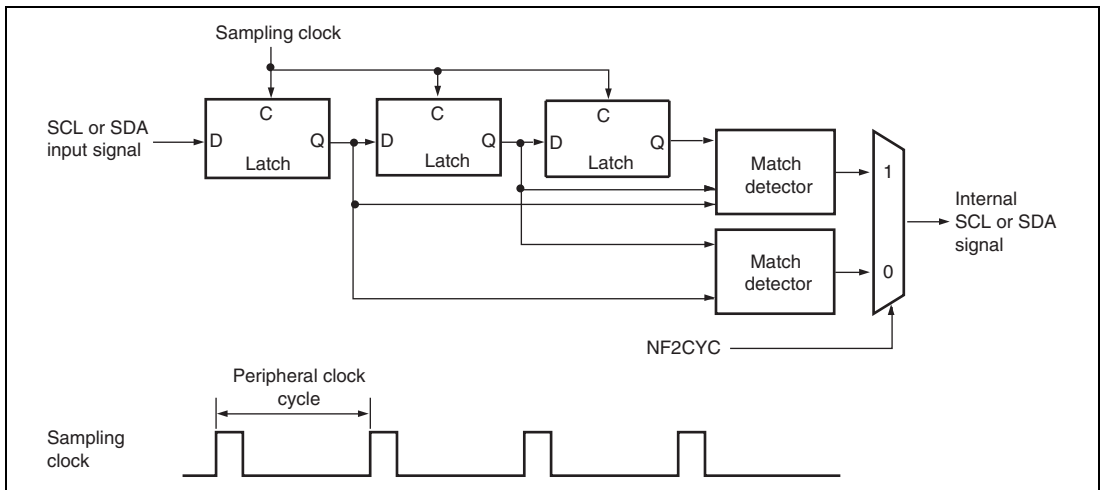 Sampling clock
SCL or SDA
input signal
C
D
Q
Latch
C
D
Q
Latch
C
D
Q
Latch
Match
detector
1
Match
detector
0
Internal
SCL or SDA
signal
NF2CYC
Peripheral clock
cycle
Sampling
clock